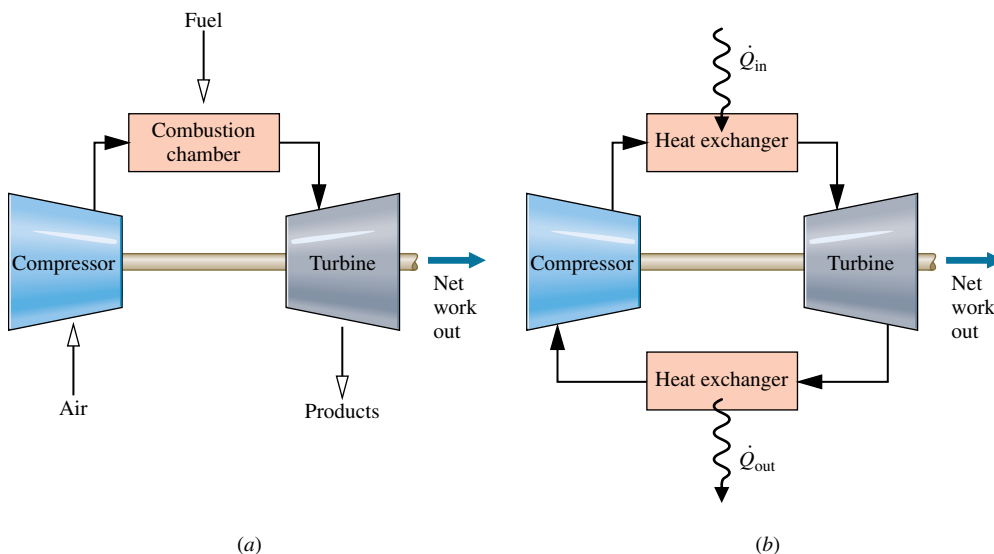 Fuel
Combustion
chamber
Compressor
Turbine
Net
work
out
Air
Products
(a)
Q̇in
Heat exchanger
Compressor
Turbine
Net
work
out
Heat exchanger
Q̇out
(b)